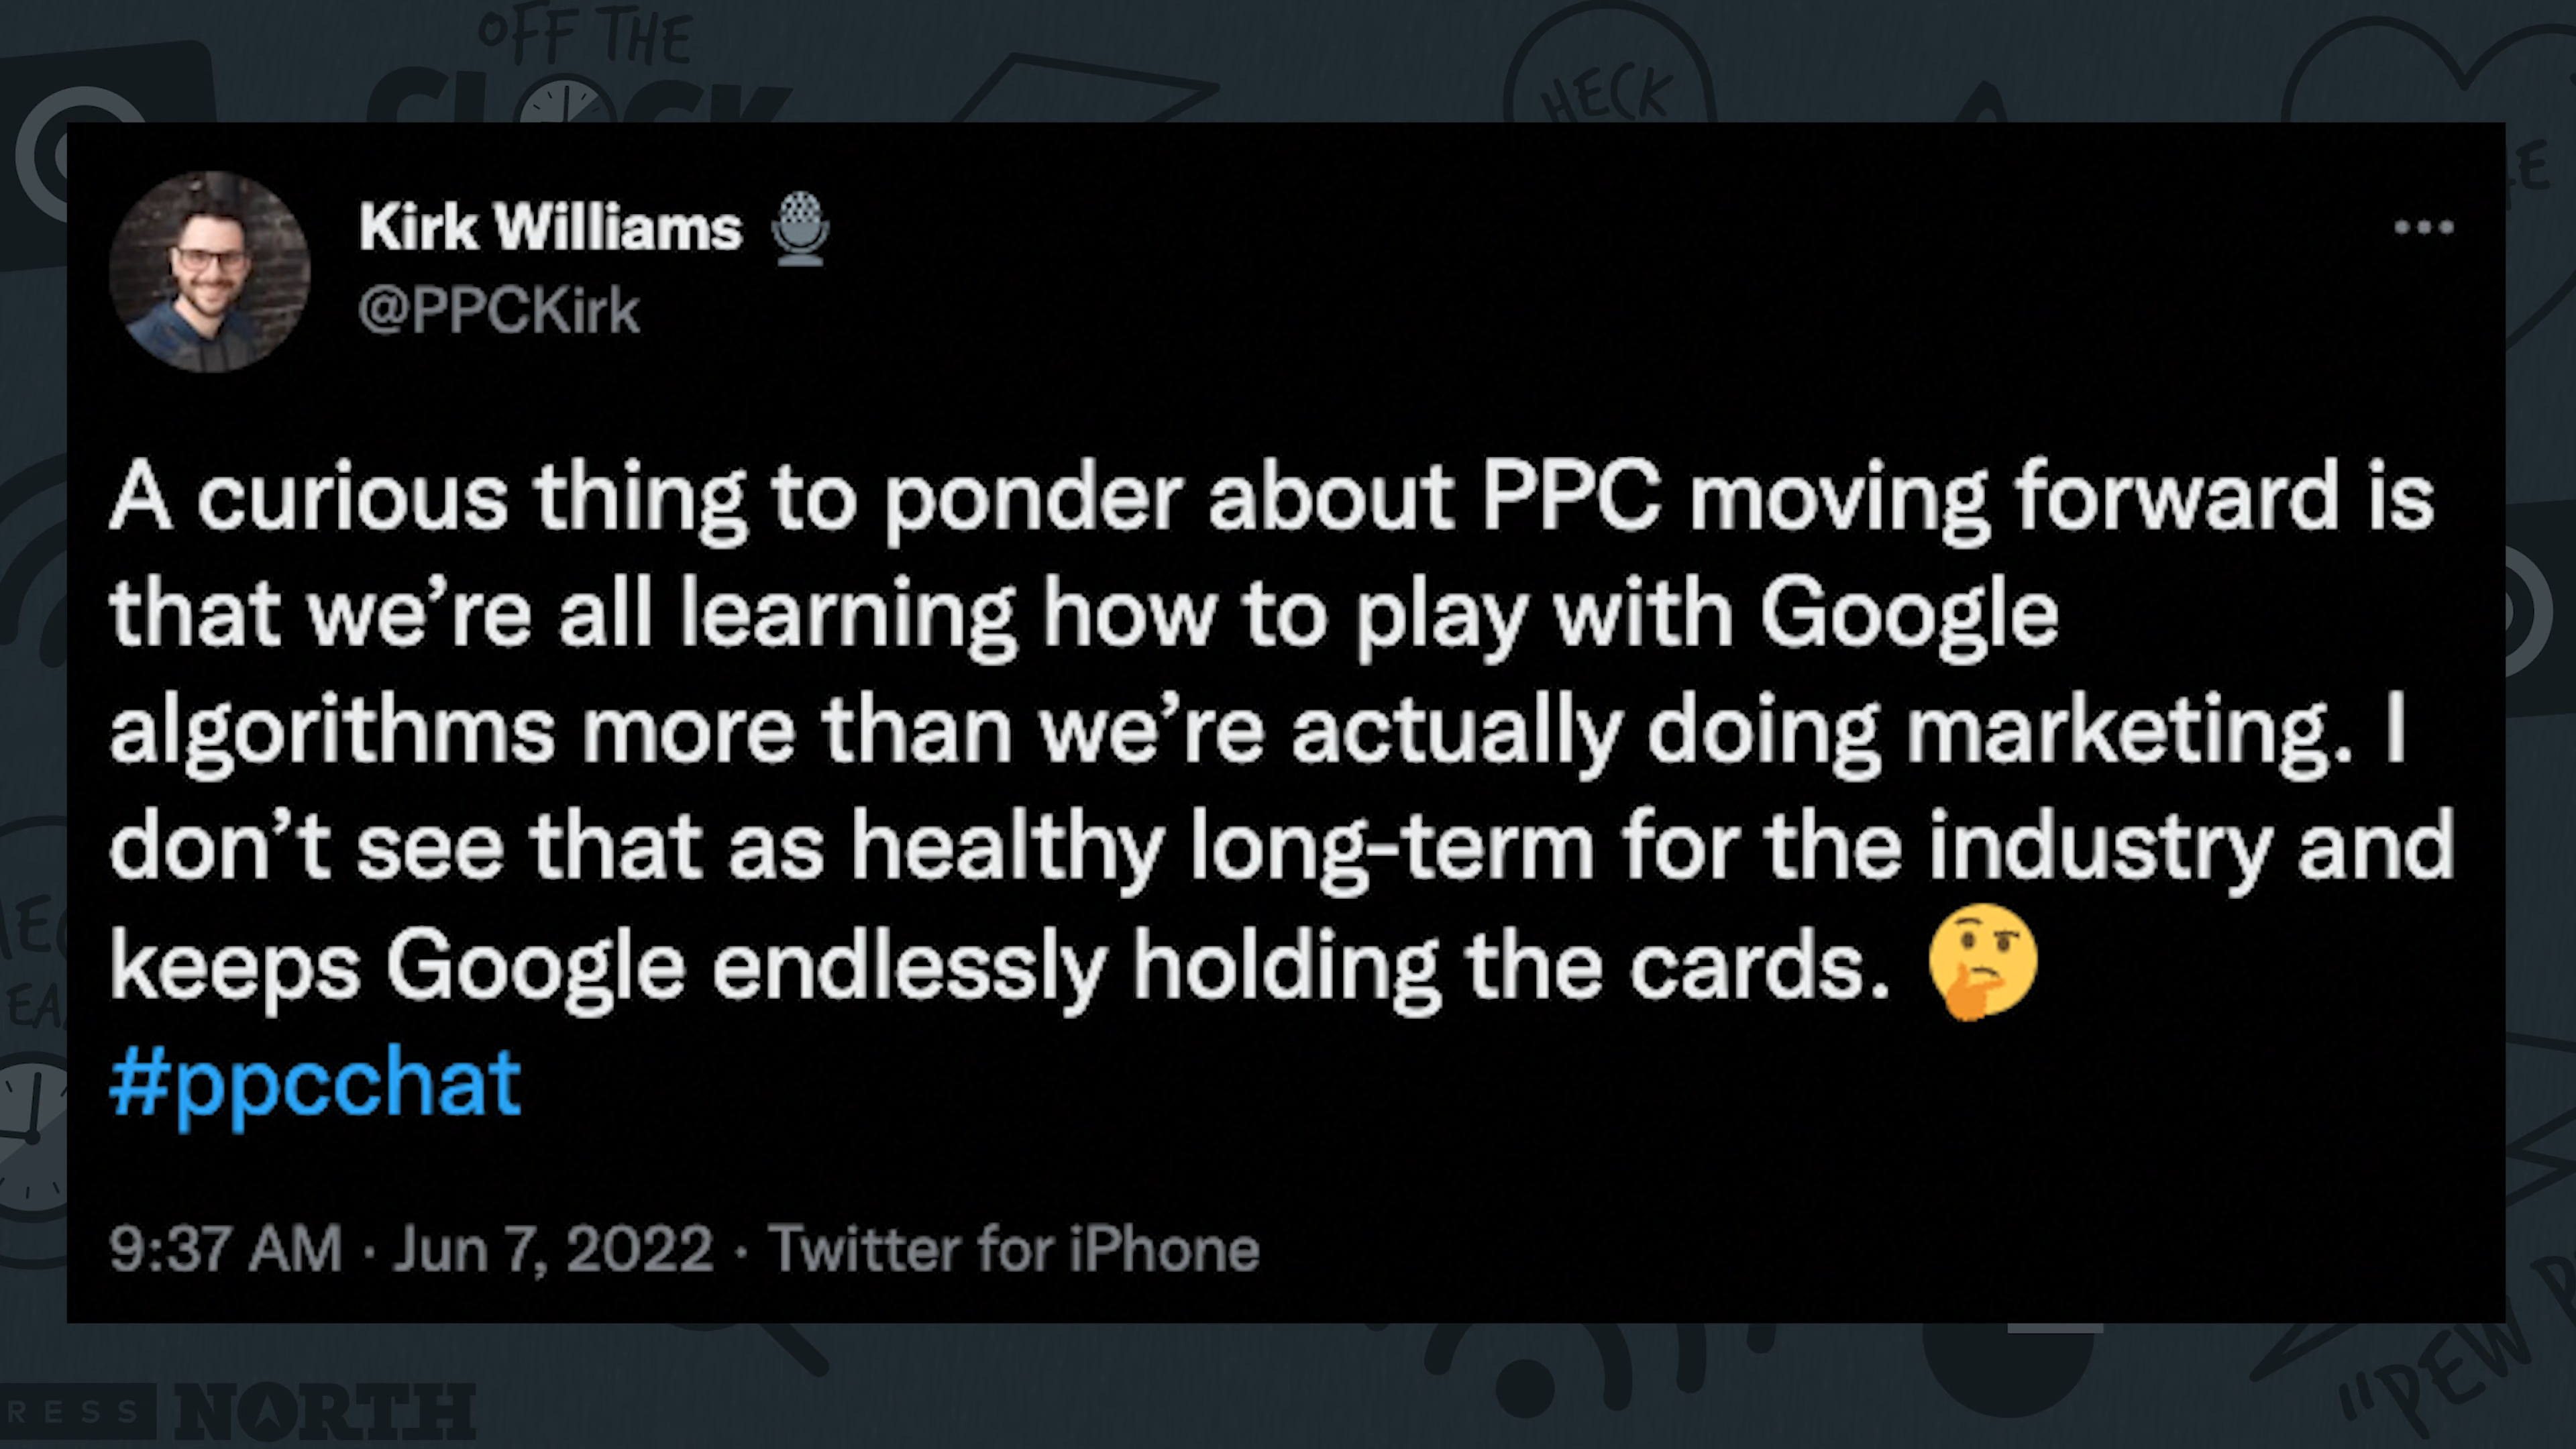 OFF THE
CLOCK
HECK
Kirk Williams 🎙
@PPCKirk
A curious thing to ponder about PPC moving forward is
that we’re all learning how to play with Google
algorithms more than we’re actually doing marketing. I
don’t see that as healthy long-term for the industry and
keeps Google endlessly holding the cards. 🤔
#ppcchat
9:37 AM · Jun 7, 2022 · Twitter for iPhone
RESS NORTH
"PEW